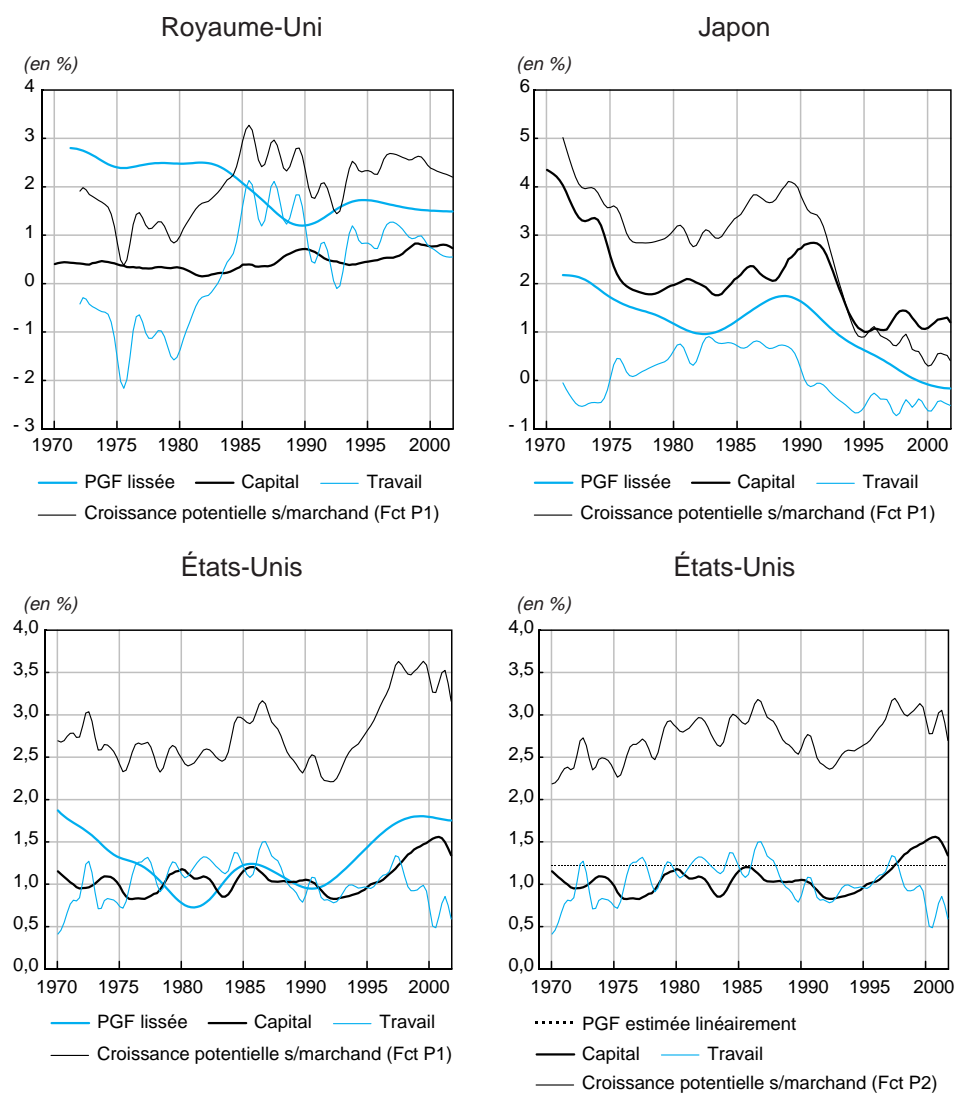 Royaume-Uni
(en %)
4
3
2
1
0
- 1
- 2
- 3
1970 1975 1980 1985 1990 1995 2000
PGF lissée Capital Travail
Croissance potentielle s/marchand (Fct P1)
Japon
(en %)
6
5
4
3
2
1
0
- 1
1970 1975 1980 1985 1990 1995 2000
PGF lissée Capital Travail
Croissance potentielle s/marchand (Fct P1)
États-Unis
(en %)
4,0
3,5
3,0
2,5
2,0
1,5
1,0
0,5
0,0
1970 1975 1980 1985 1990 1995 2000
PGF lissée Capital Travail
Croissance potentielle s/marchand (Fct P1)
États-Unis
(en %)
4,0
3,5
3,0
2,5
2,0
1,5
1,0
0,5
0,0
1970 1975 1980 1985 1990 1995 2000
PGF estimée linéairement
Capital Travail
Croissance potentielle s/marchand (Fct P2)